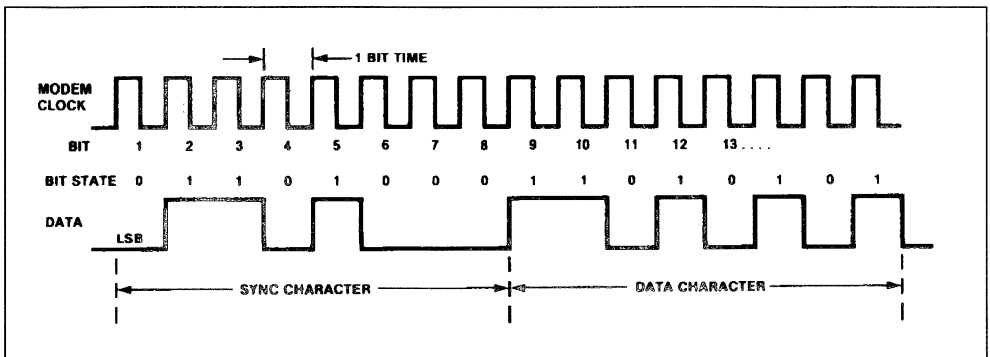 1 BIT TIME
MODEM
CLOCK
BIT 1 2 3 4 5 6 7 8 9 10 11 12 13 ....
BIT STATE 0 1 1 0 1 0 0 0 1 1 0 1 0 1 0 1
DATA
LSB
SYNC CHARACTER DATA CHARACTER